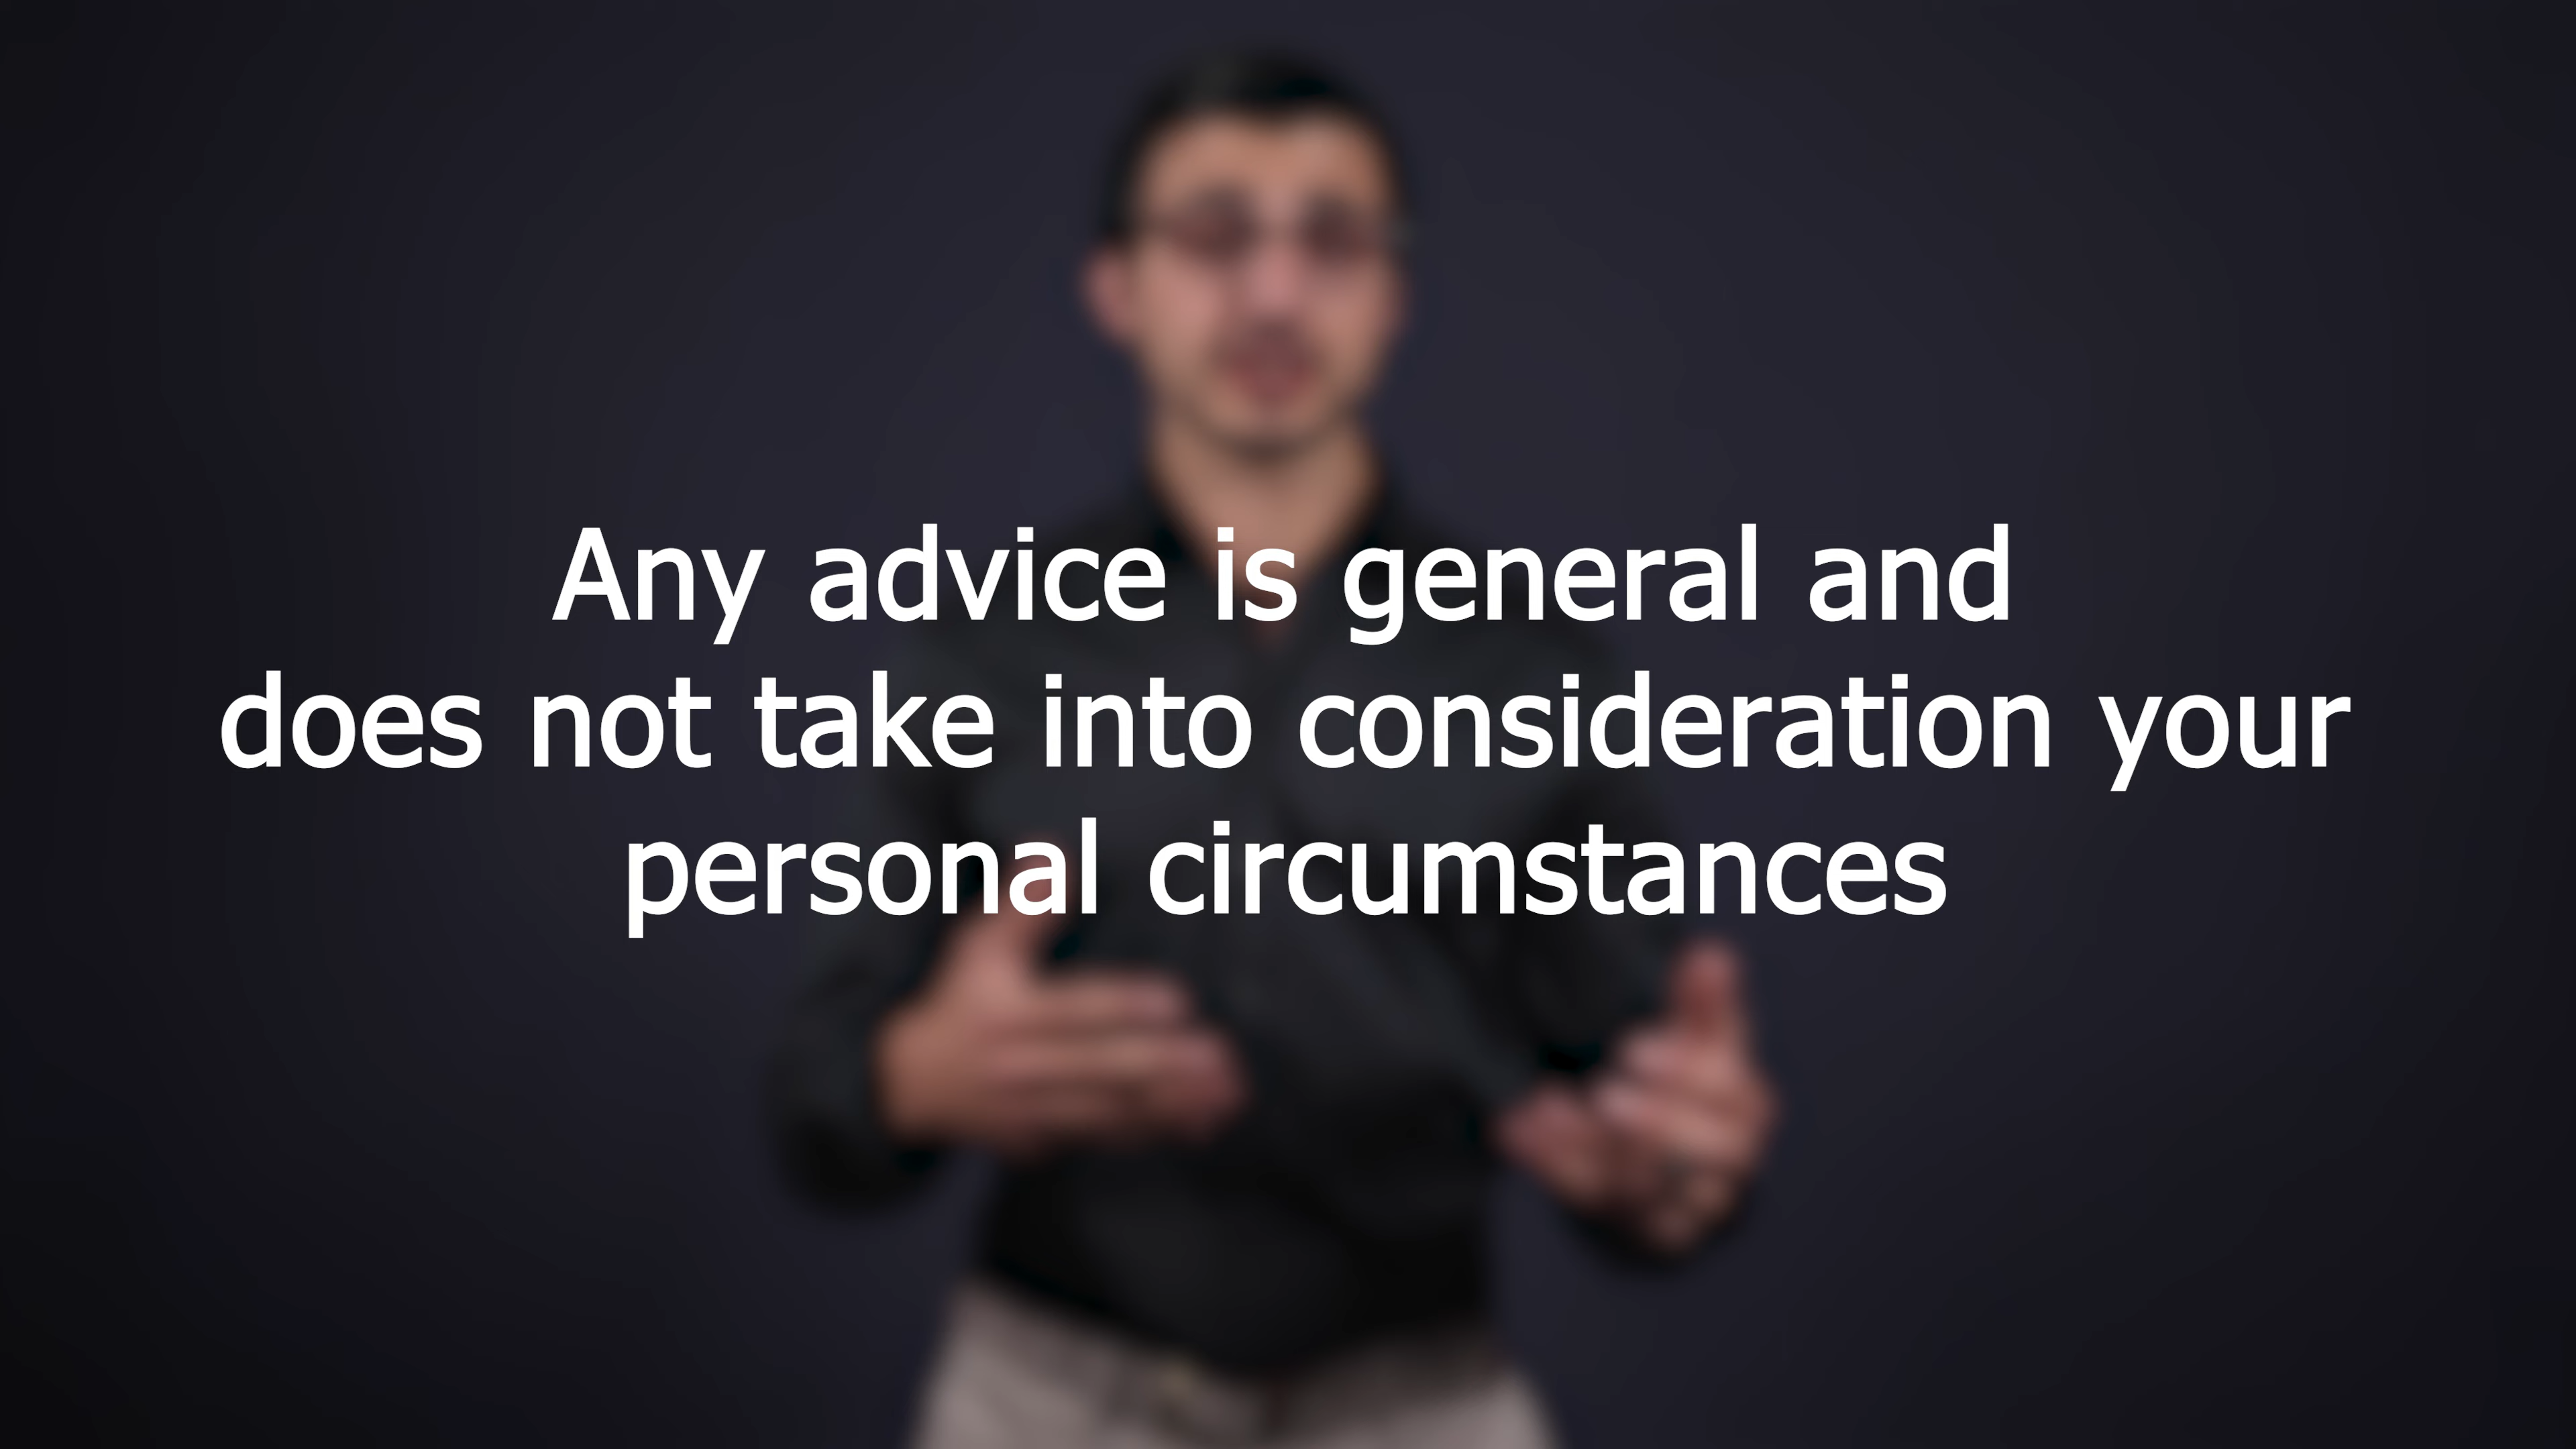 Any advice is general and
does not take into consideration your
personal circumstances